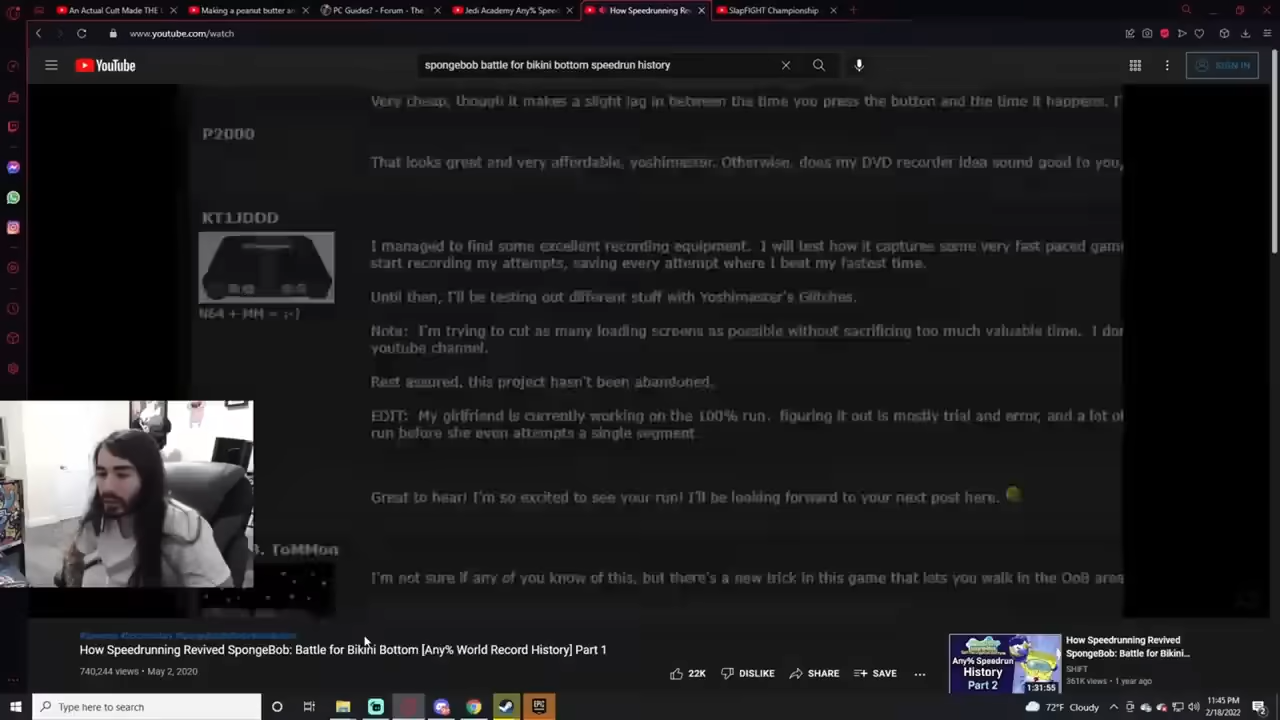 An Actual Cult Made THE
Making a peanut butter an
PC Guides? - Forum - The
Jedi Academy Any% Speed
How Speedrunning Rev
SlapFIGHT Championship
www.youtube.com/watch
YouTube
spongebob battle for bikini bottom speedrun history
SIGN IN
Very cheap, though it makes a slight lag in between the time you press the button and the time it happens.
P2000
That looks great and very affordable, yoshimaster. Otherwise, does my DVD recorder idea sound good to you,
KT1JDDD
I managed to find some excellent recording equipment. I will test how it captures some very fast paced gam
start recording my attempts, saving every attempt where I beat my fastest time.
Until then, I'll be testing out different stuff with Yoshimaster's Glitches.
N64 + MM = ;-)
Note: I'm trying to cut as many loading screens as possible without sacrificing too much valuable time. I do
youtube channel.
Rest assured, this project hasn't been abandoned.
EDIT: My girlfriend is currently working on the 100% run. figuring it out is mostly trial and error, and a lot of
run before she even attempts a single segment.
Great to hear! I'm so excited to see your run! I'll be looking forward to your next post here.
B. ToMMon
I'm not sure if any of you know of this, but there's a new trick in this game that lets you walk in the OoB area
How Speedrunning Revived SpongeBob: Battle for Bikini Bottom [Any% World Record History] Part 1
740,244 views • May 2, 2020
22K
DISLIKE
SHARE
SAVE
Any% Speedrun
History
Part 2
1:31:55
How Speedrunning Revived
SpongeBob: Battle for Bikini...
SHIFT
361K views • 1 year ago
Type here to search
72°F Cloudy
11:45 PM
2/18/2022